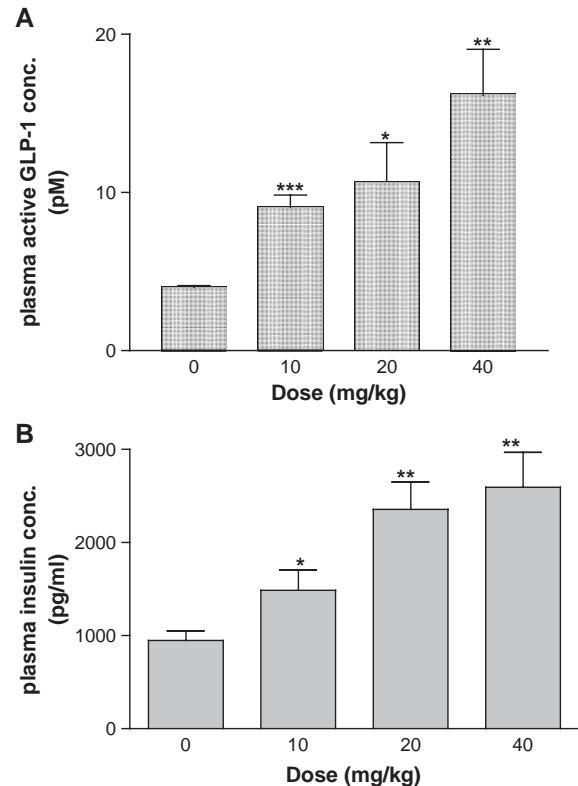 A
plasma active GLP-1 conc.
(pM)
20
10
0
***
*
**
0 10 20 40
Dose (mg/kg)
B
plasma insulin conc.
(pg/ml)
3000
2000
1000
0
*
**
**
0 10 20 40
Dose (mg/kg)